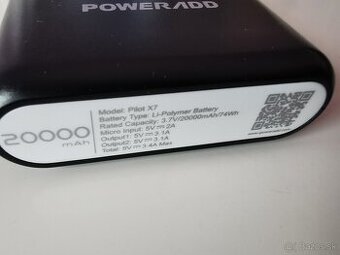 POWERADD
20000
mAh
Model: Pilot X7
Battery Type: Li-Polymer Battery
Rated Capacity: 3.7V/20000mAh/74Wh
Micro Input: 5V⎓2A
Output1: 5V⎓3.1A
Output2: 5V⎓3.1A
Total: 5V⎓3.4A Max